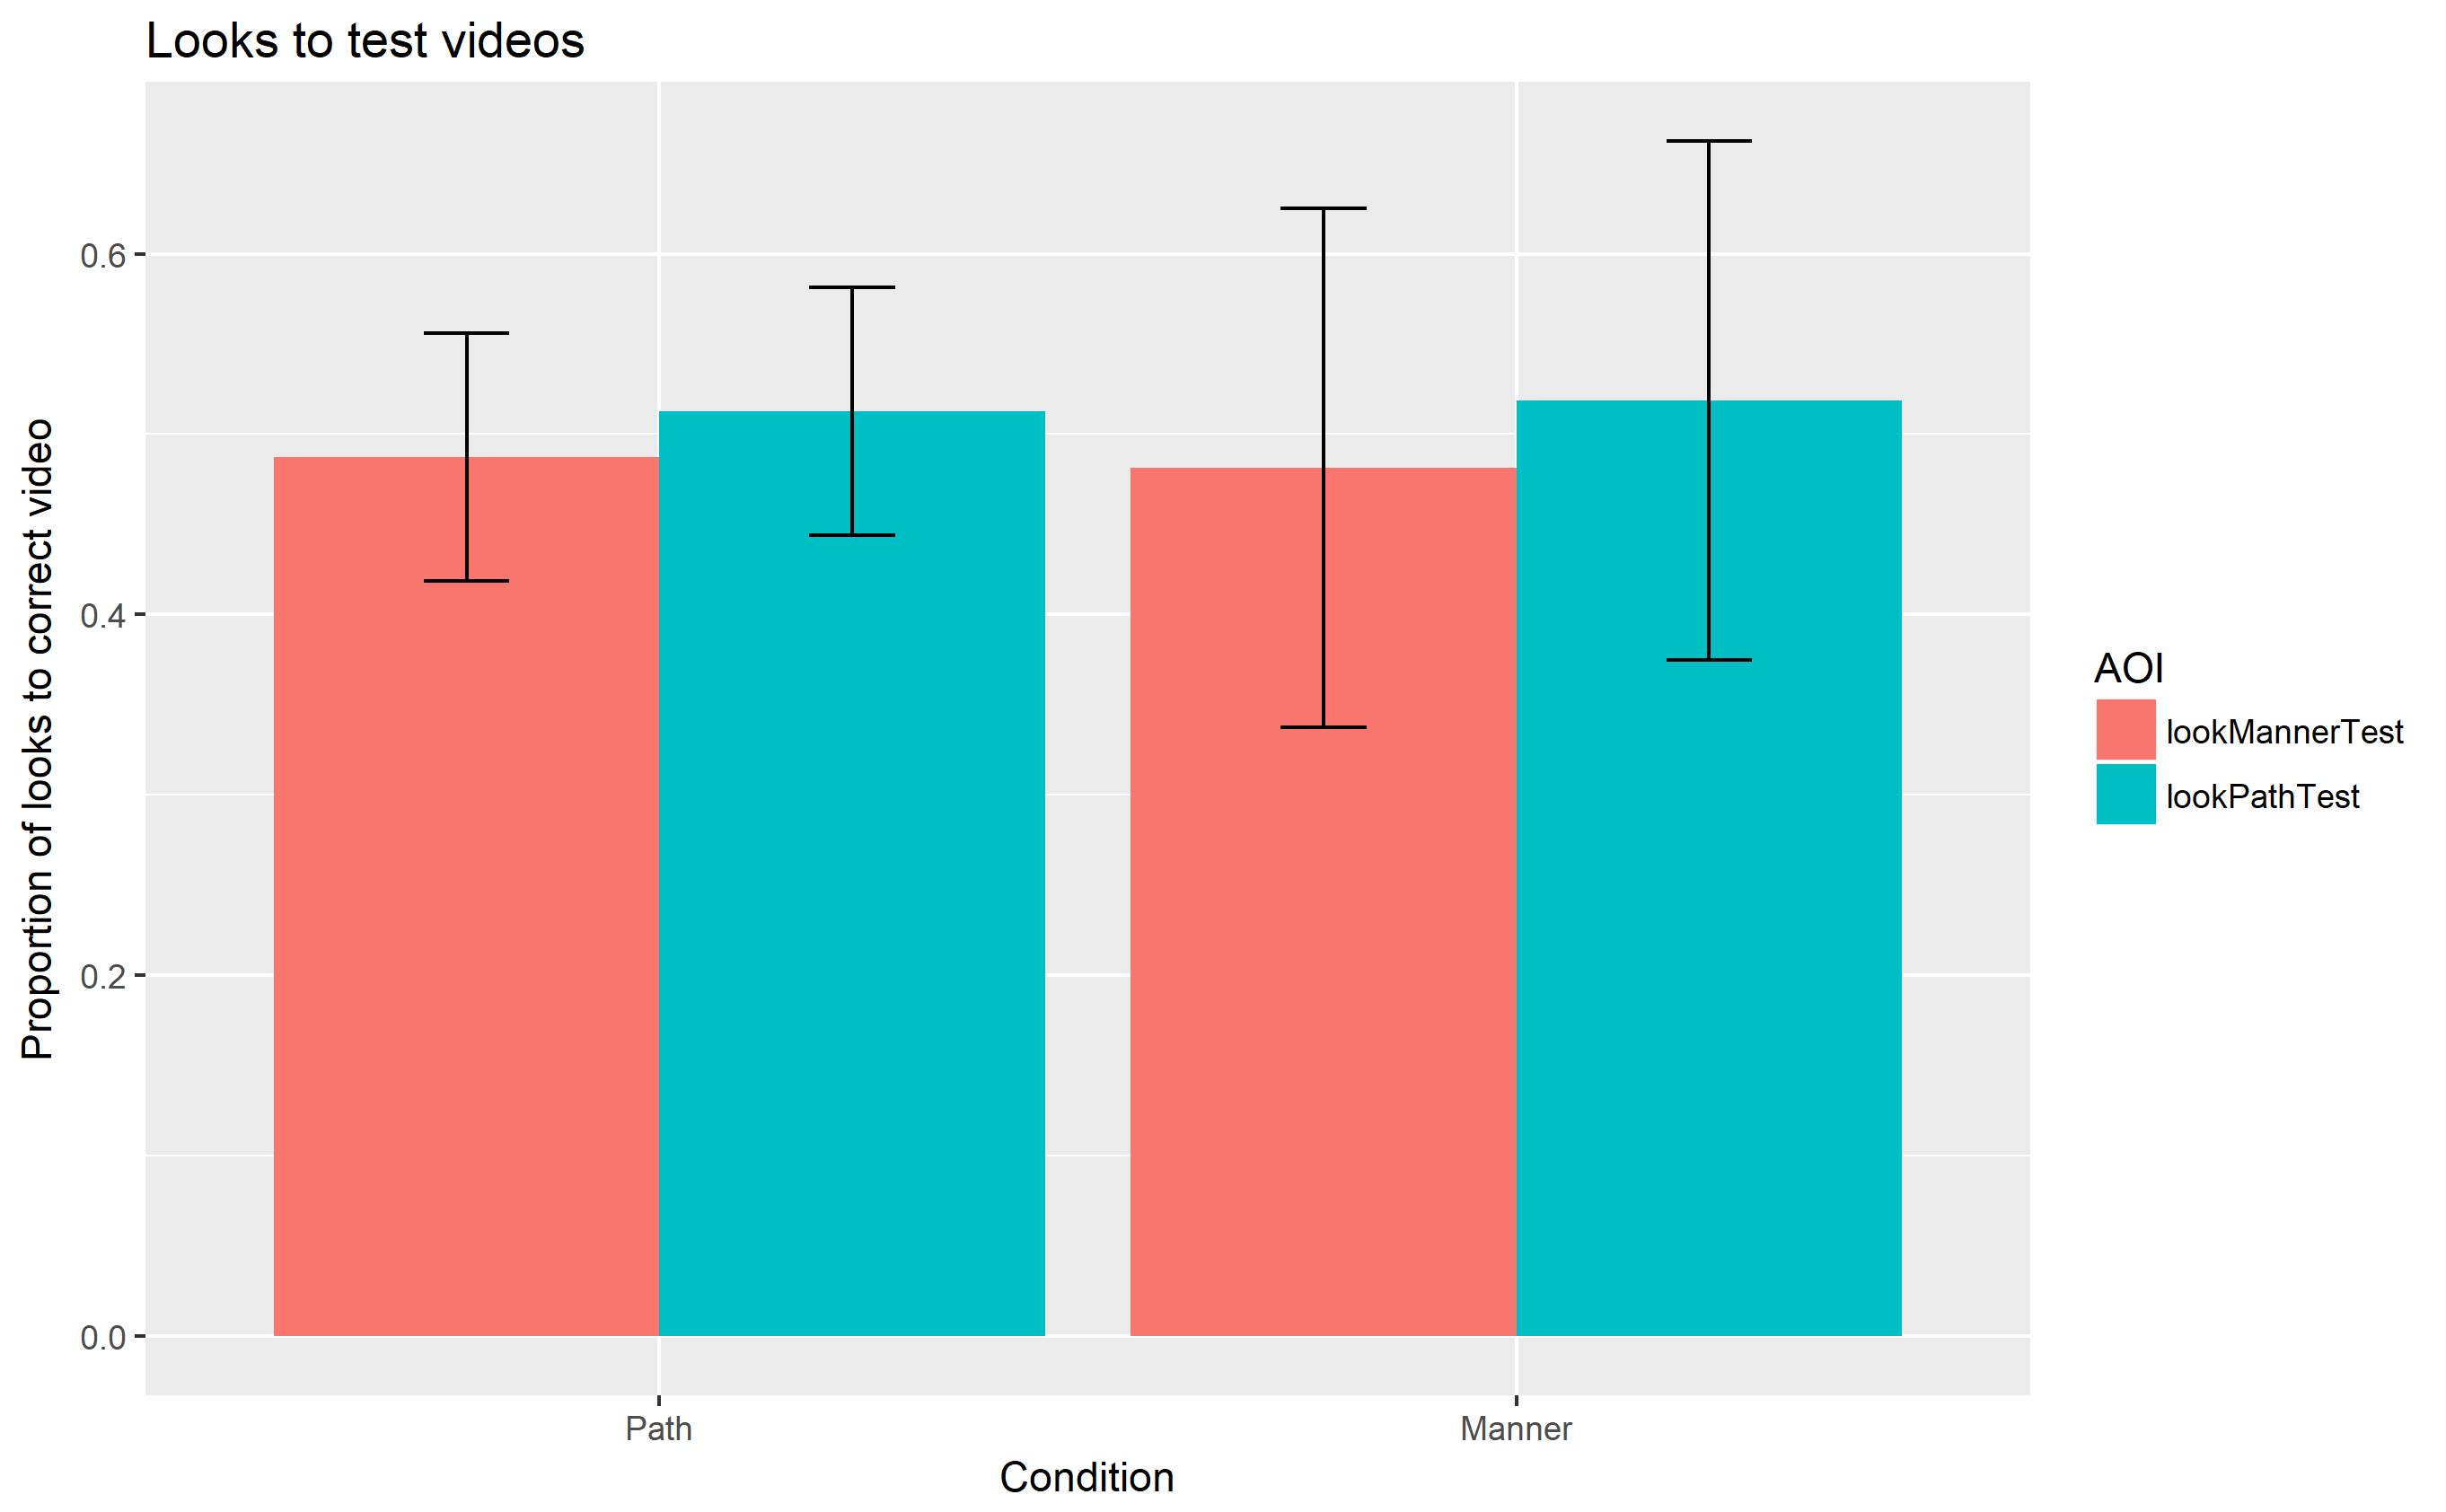 Looks to test videos
Proportion of looks to correct video
0.6
0.4
0.2
0.0
Path
Manner
Condition
AOI
lookMannerTest
lookPathTest